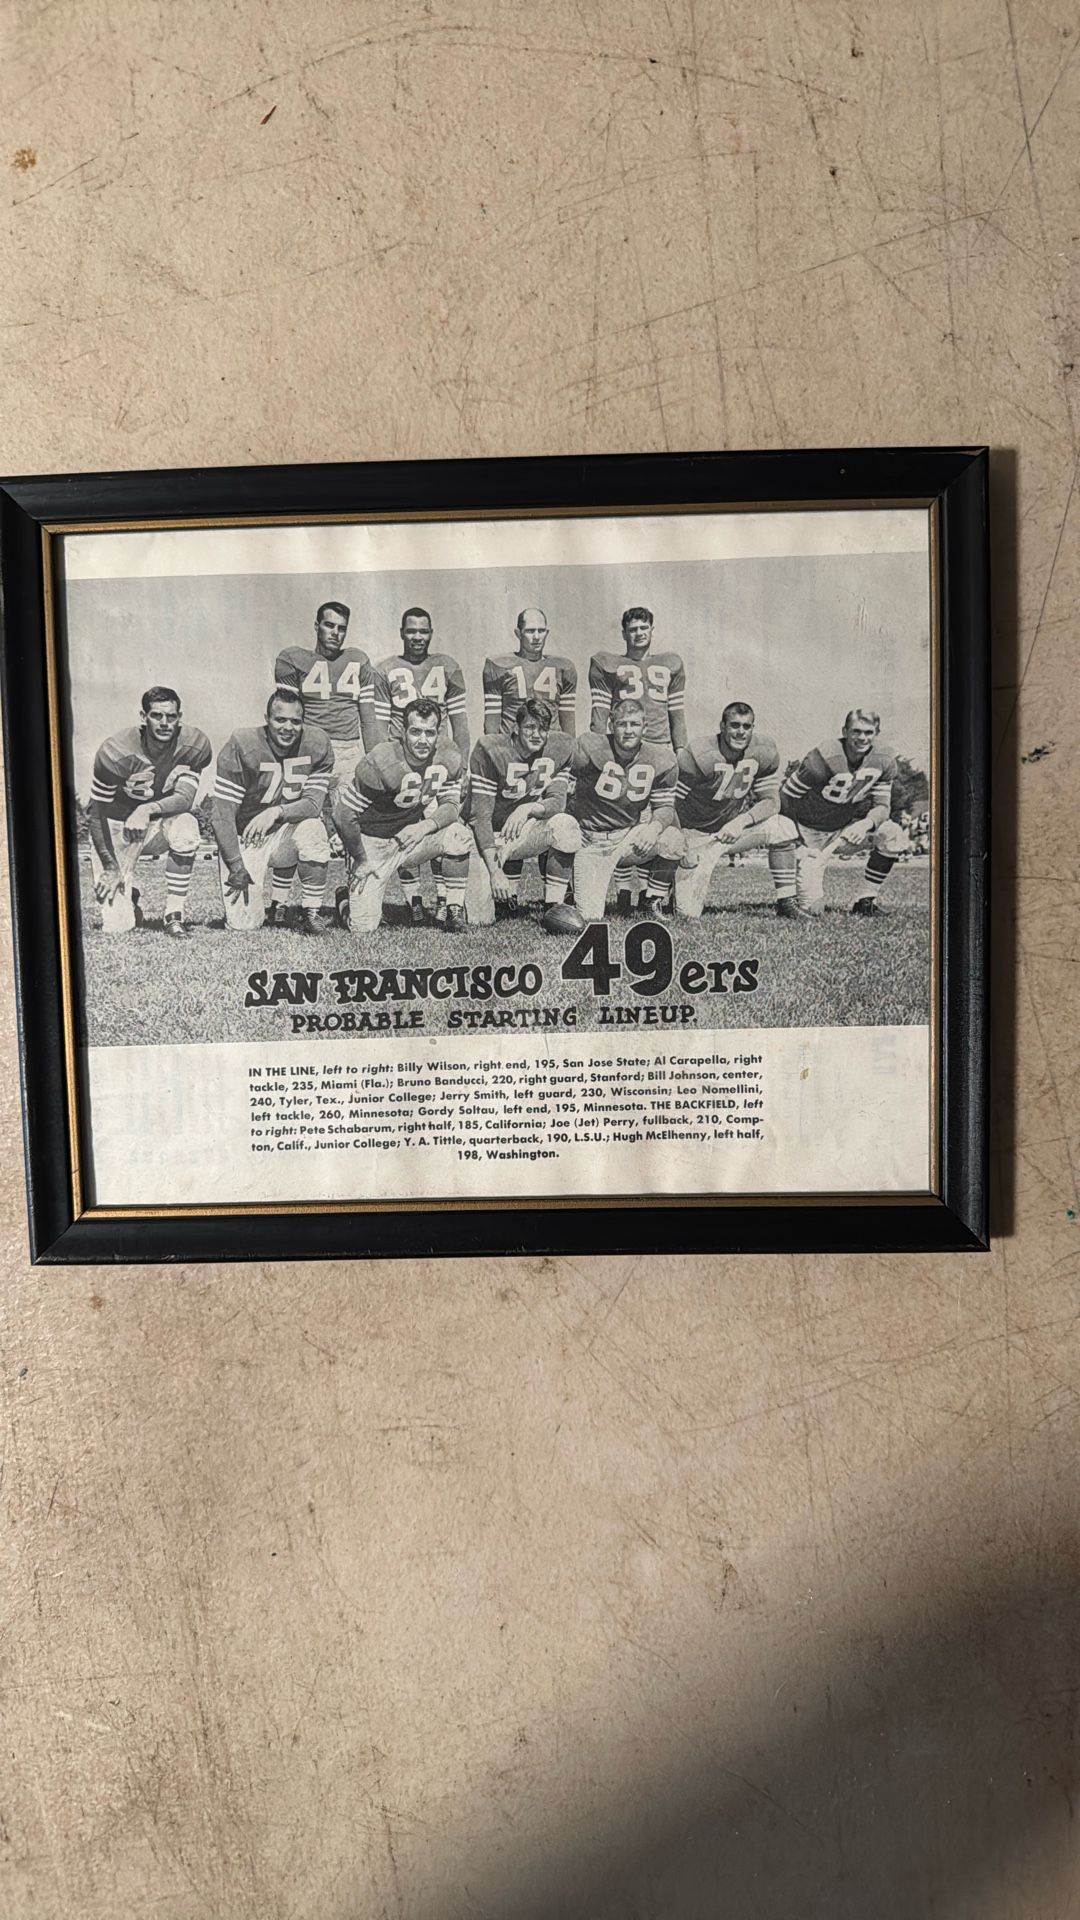 44 34 14 39
75 63 53 69 73 87
SAN FRANCISCO 49ers
PROBABLE STARTING LINEUP.
IN THE LINE, left to right: Billy Wilson, right end, 195, San Jose State; Al Carapella, right
tackle, 235, Miami (Fla.); Bruno Banducci, 220, right guard, Stanford; Bill Johnson, center,
240, Tyler, Tex., Junior College; Jerry Smith, left guard, 230, Wisconsin; Leo Nomellini,
left tackle, 260, Minnesota; Gordy Soltau, left end, 195, Minnesota. THE BACKFIELD, left
to right: Pete Schabarum, right half, 185, California; Joe (Jet) Perry, fullback, 210, Comp-
ton, Calif., Junior College; Y. A. Tittle, quarterback, 190, L.S.U.; Hugh McElhenny, left half,
198, Washington.